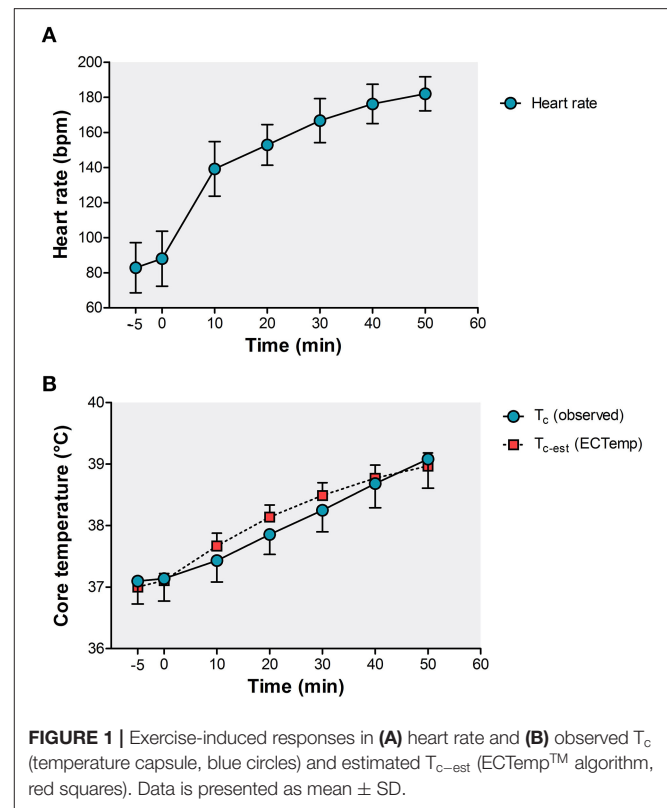 A
200
180
160
140
120
100
80
60
Heart rate (bpm)
-5 0 10 20 30 40 50 60
Time (min)
Heart rate
B
40
39
38
37
36
Core temperature (°C)
-5 0 10 20 30 40 50 60
Time (min)
Tc (observed)
Tc-est (ECTemp)
FIGURE 1 | Exercise-induced responses in (A) heart rate and (B) observed Tc
(temperature capsule, blue circles) and estimated Tc−est (ECTemp™ algorithm,
red squares). Data is presented as mean ± SD.